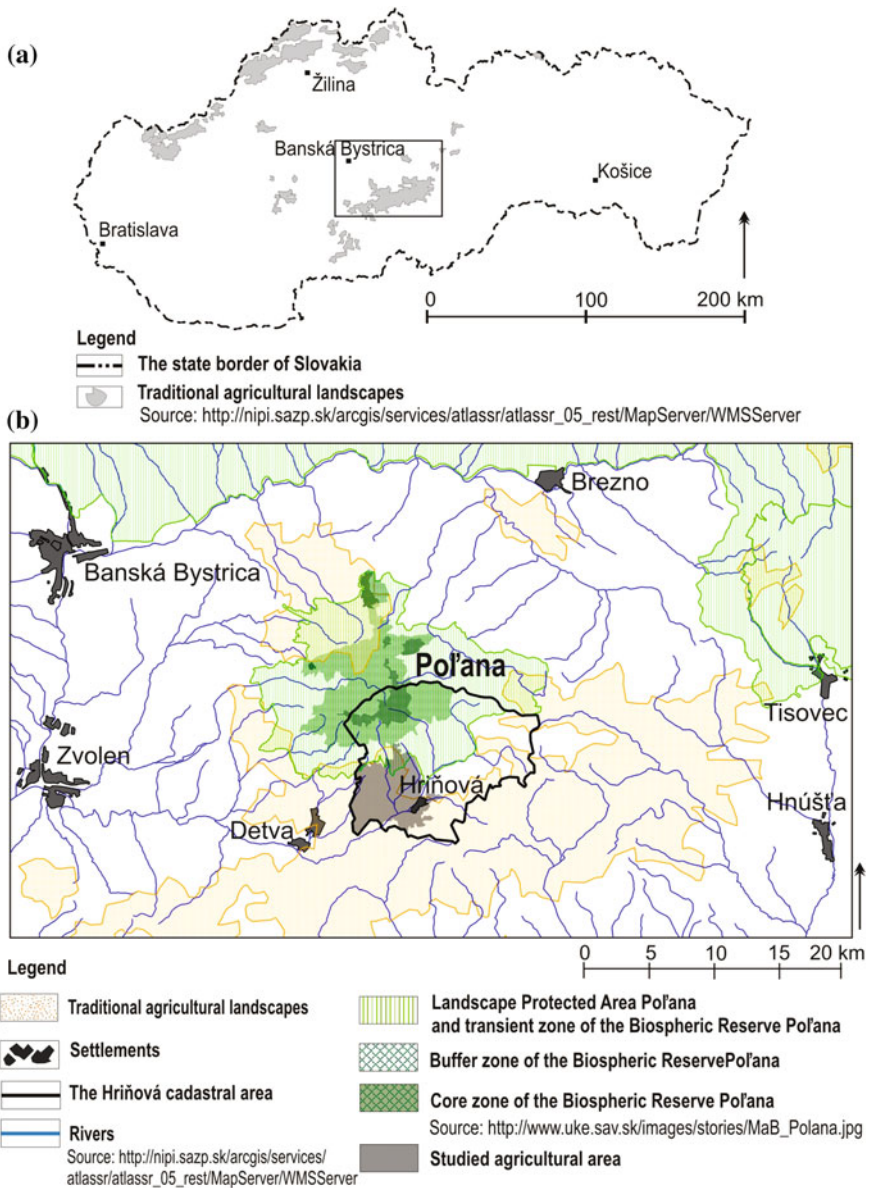 (a)
Žilina
Banská Bystrica
Košice
Bratislava
0 100 200 km
Legend
The state border of Slovakia
Traditional agricultural landscapes
Source: http://nipi.sazp.sk/arcgis/services/atlassr/atlassr_05_rest/MapServer/WMSServer
(b)
Brezno
Banská Bystrica
Poľana
Tisovec
Zvolen
Hriňová
Hnúšťa
Detva
0 5 10 15 20 km
Legend
Traditional agricultural landscapes
Settlements
The Hriňová cadastral area
Rivers
Source: http://nipi.sazp.sk/arcgis/services/
atlassr/atlassr_05_rest/MapServer/WMSServer
Landscape Protected Area Poľana
and transient zone of the Biospheric Reserve Poľana
Buffer zone of the Biospheric ReservePoľana
Core zone of the Biospheric Reserve Poľana
Source: http://www.uke.sav.sk/images/stories/MaB_Polana.jpg
Studied agricultural area